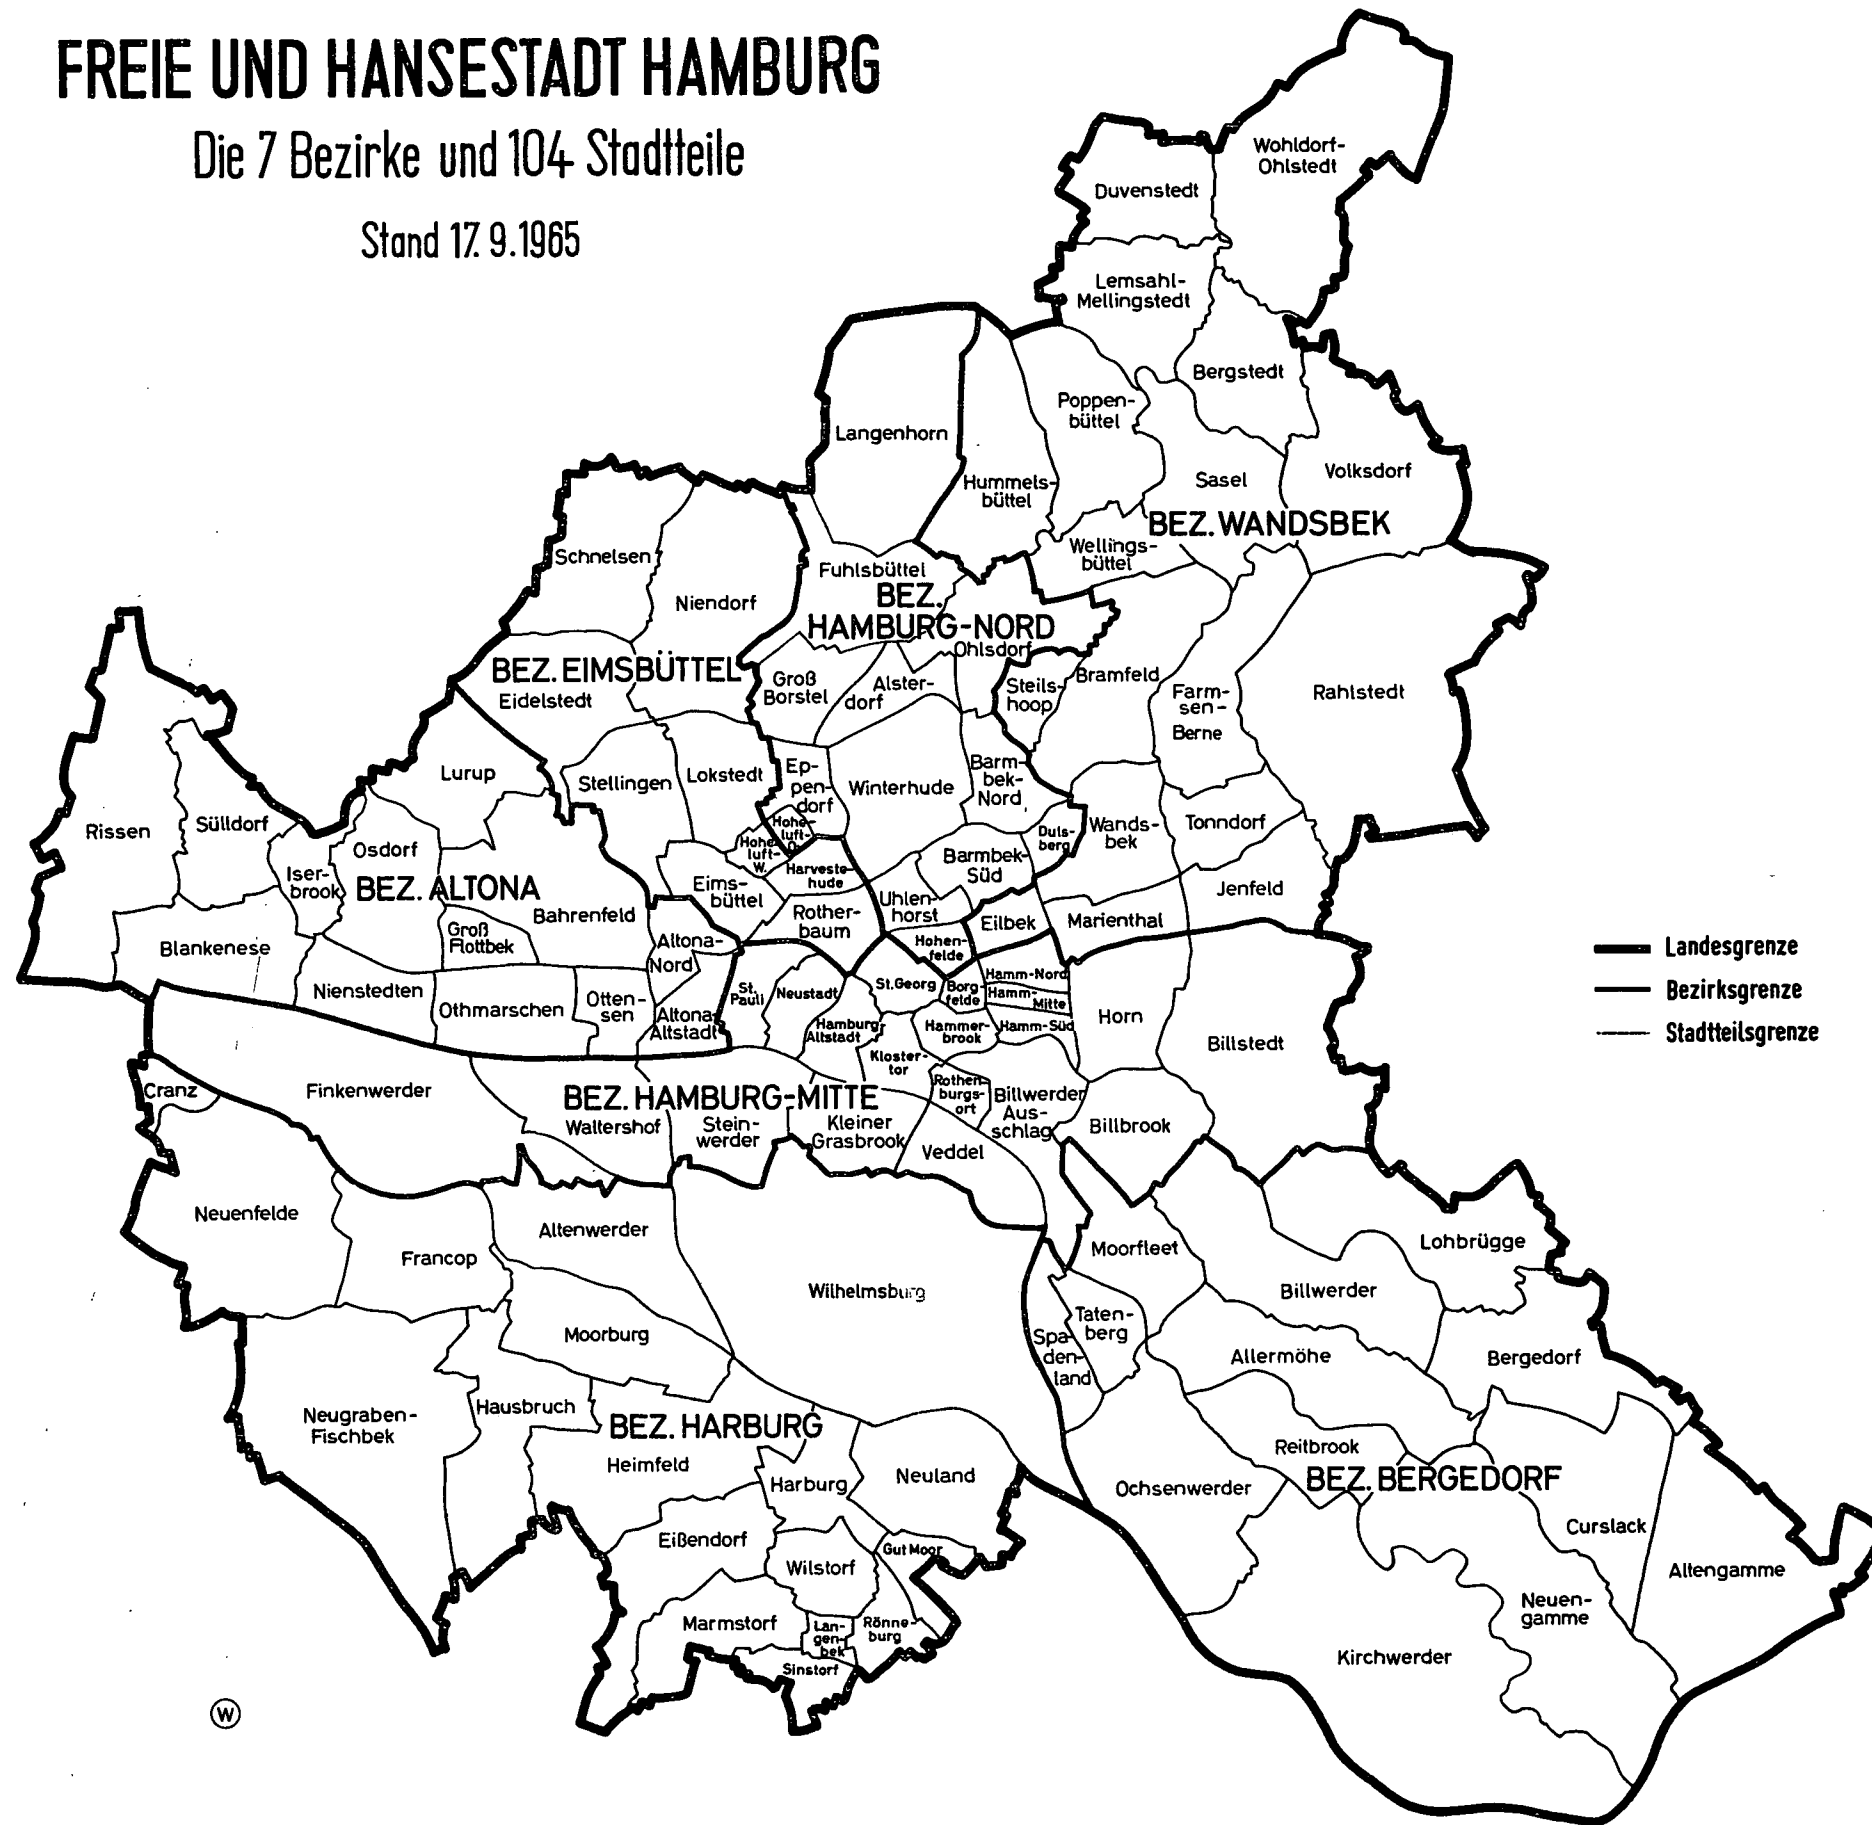 FREIE UND HANSESTADT HAMBURG
Die 7 Bezirke und 104 Stadtteile
Stand 17.9.1965
Wohldorf-
Ohlstedt
Duvenstedt
Lemsahl-
Mellingstedt
Bergstedt
Poppen-
büttel
Langenhorn
Hummels-
büttel
Sasel
Volksdorf
BEZ. WANDSBEK
Wellings-
büttel
Schnelsen
Niendorf
Fuhlsbüttel
BEZ.
HAMBURG-NORD
Ohlsdorf
BEZ. EIMSBÜTTEL
Eidelstedt
Groß
Borstel
Alster-
dorf
Steils-
hoop
Bramfeld
Farm-
sen-
Berne
Rahlstedt
Lurup
Stellingen
Lokstedt
Ep-
pen-
dorf
Winterhude
Barm-
bek-
Nord
Rissen
Sülldorf
Osdorf
Iser-
brook
BEZ. ALTONA
Hohe-
luft-
O.
Hohe-
luft-
W.
Harveste-
hude
Eims-
büttel
Barmbek-
Süd
Duls-
berg
Wands-
bek
Tonndorf
Jenfeld
Blankenese
Groß
Flottbek
Bahrenfeld
Rother-
baum
Uhlen-
horst
Eilbek
Marienthal
Altona-
Nord
Hohen-
felde
Nienstedten
Othmarschen
Otten-
sen
Altona-
Altstadt
St.
Pauli
Neustadt
St.Georg
Borg-
felde
Hamm-Nord
Hamm-
Mitte
Hamm-Süd
Horn
Billstedt
Hamburg-
Altstadt
Hammer-
brook
Kloster-
tor
Landesgrenze
Bezirksgrenze
Stadtteilsgrenze
Cranz
Finkenwerder
BEZ. HAMBURG-MITTE
Waltershof
Stein-
werder
Kleiner
Grasbrook
Rothen-
burgs-
ort
Billwerder
Aus-
schlag
Billbrook
Veddel
Neuenfelde
Francop
Altenwerder
Moorburg
Wilhelmsburg
Moorfleet
Lohbrügge
Billwerder
Taten-
berg
Spa-
den-
land
Allermöhe
Bergedorf
Neugraben-
Fischbek
Hausbruch
BEZ. HARBURG
Heimfeld
Harburg
Neuland
Reitbrook
BEZ. BERGEDORF
Ochsenwerder
Curslack
Altengamme
Eißendorf
Wilstorf
Gut Moor
Neuen-
gamme
Marmstorf
Lan-
gen-
bek
Rönne-
burg
Sinstorf
Kirchwerder
W